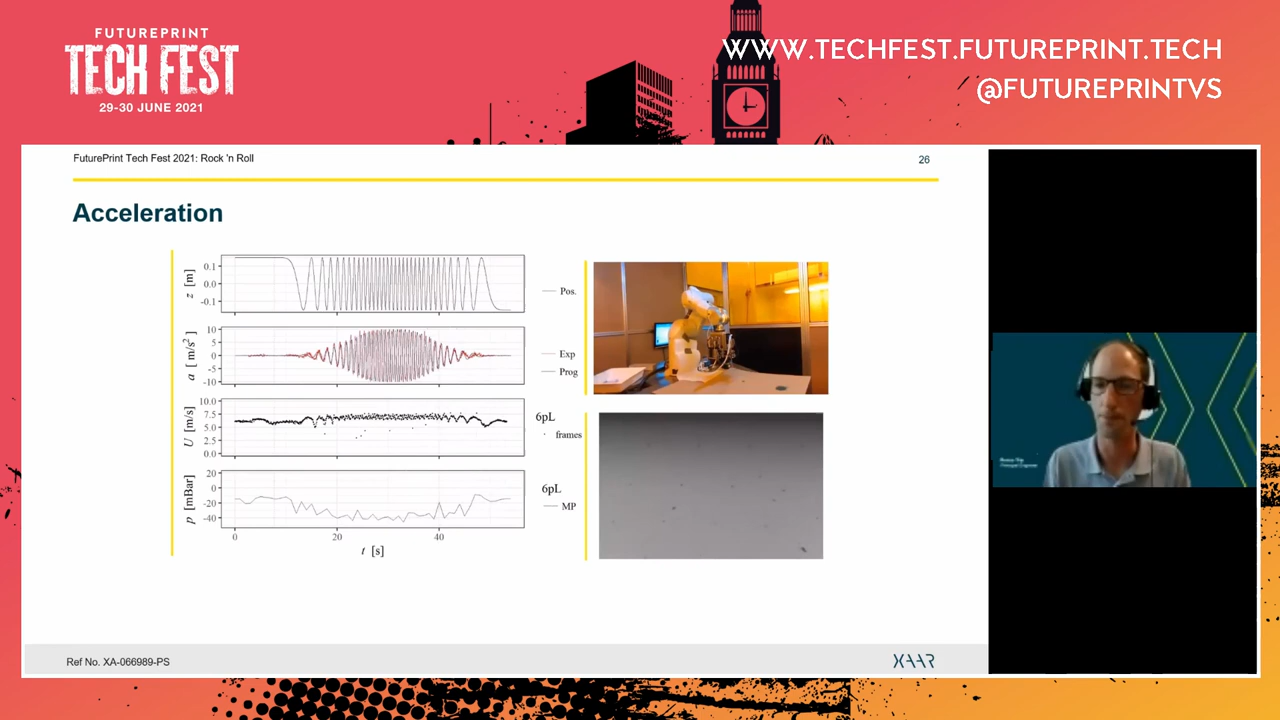 FUTUREPRINT
TECH FEST
29-30 JUNE 2021
WWW.TECHFEST.FUTUREPRINT.TECH
@FUTUREPRINTVS
FuturePrint Tech Fest 2021: Rock 'n Roll
26
Acceleration
z [m]
0.1
0.0
-0.1
Pos.
a [m/s²]
10
5
0
-5
-10
Exp
Prog
U [m/s]
10.0
7.5
5.0
2.5
0.0
6pL
frames
p [mBar]
20
0
-20
-40
6pL
MP
0
20
40
t [s]
Ref No. XA-066989-PS
XAAR